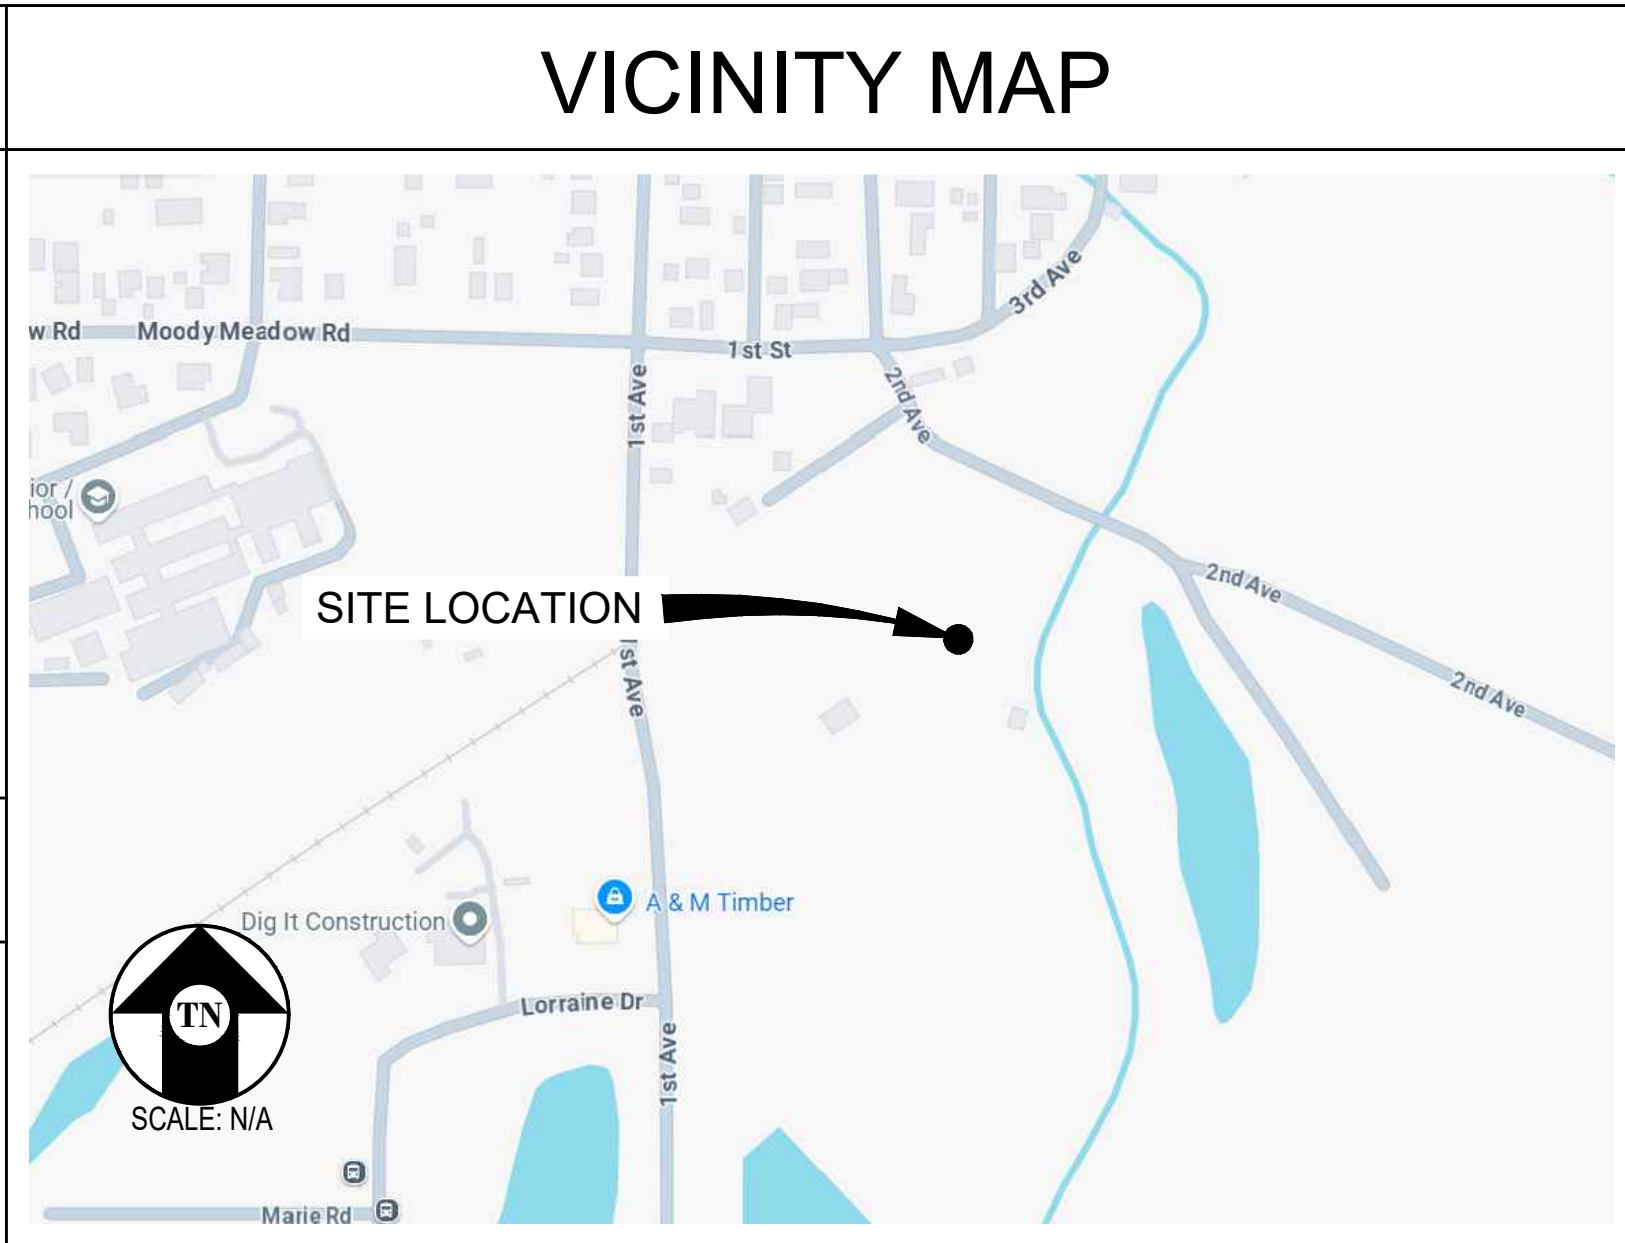 VICINITY MAP
3rd Ave
w Rd
Moody Meadow Rd
1st St
1st Ave
2nd Ave
ior /
hool
2nd Ave
SITE LOCATION
1st Ave
2nd Ave
A & M Timber
Dig It Construction
TN
Lorraine Dr
1st Ave
SCALE: N/A
Marie Rd